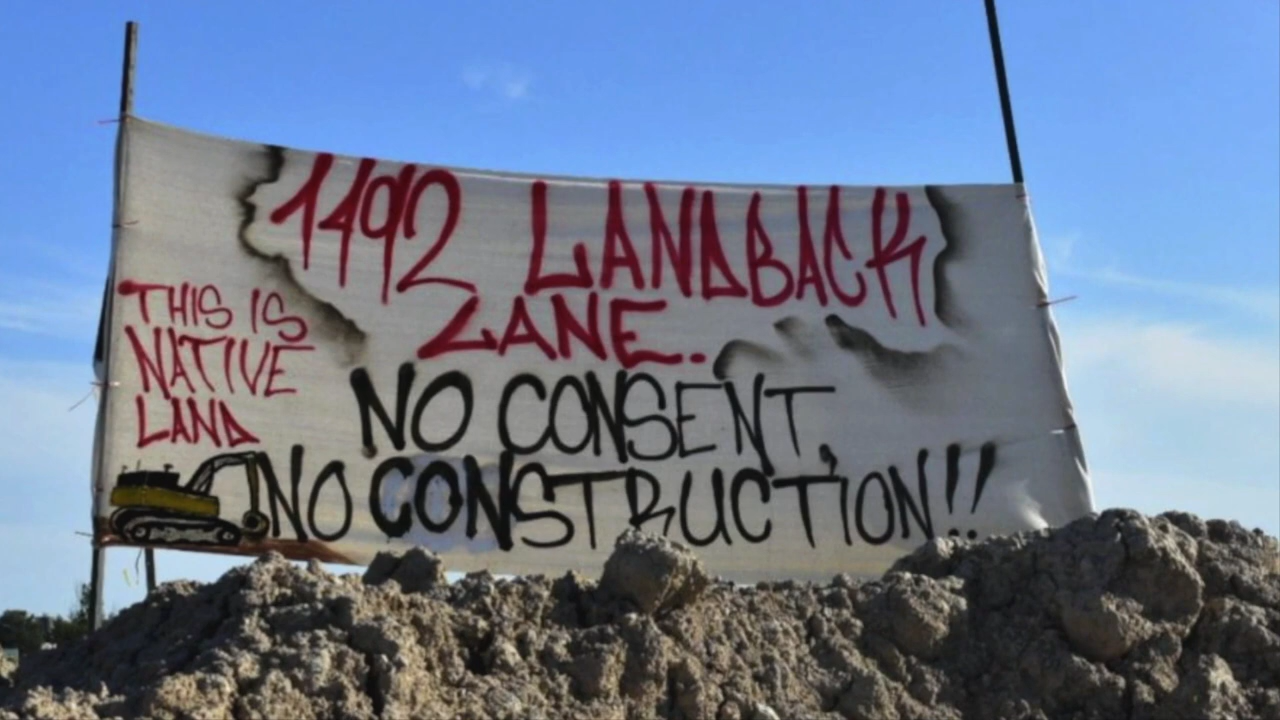 1492 LANDBACK
LANE.
THIS IS
NATIVE
LAND
NO CONSENT,
NO CONSTRUCTION!!